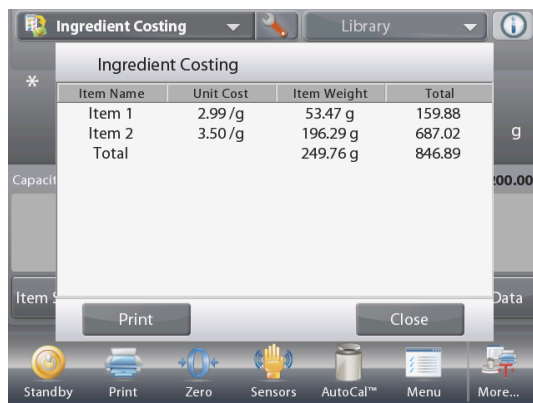 Ingredient Costing Library
Ingredient Costing
*
Item Name Unit Cost Item Weight Total
Item 1 2.99 /g 53.47 g 159.88
Item 2 3.50 /g 196.29 g 687.02
Total 249.76 g 846.89
g
Capacit 200.00
Item Data
Print Close
Standby Print Zero Sensors AutoCal™ Menu More...